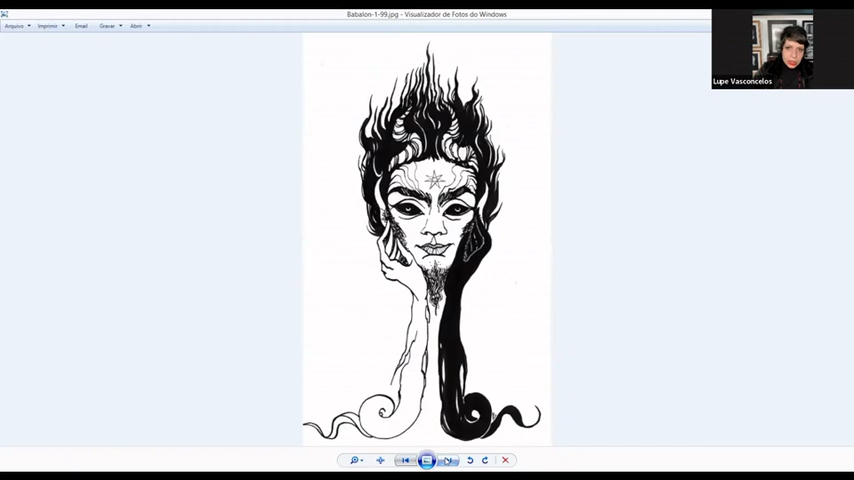 Babalon-1-99.jpg - Visualizador de Fotos do Windows
Arquivo Imprimir Email Gravar Abrir
Lupe Vasconcelos